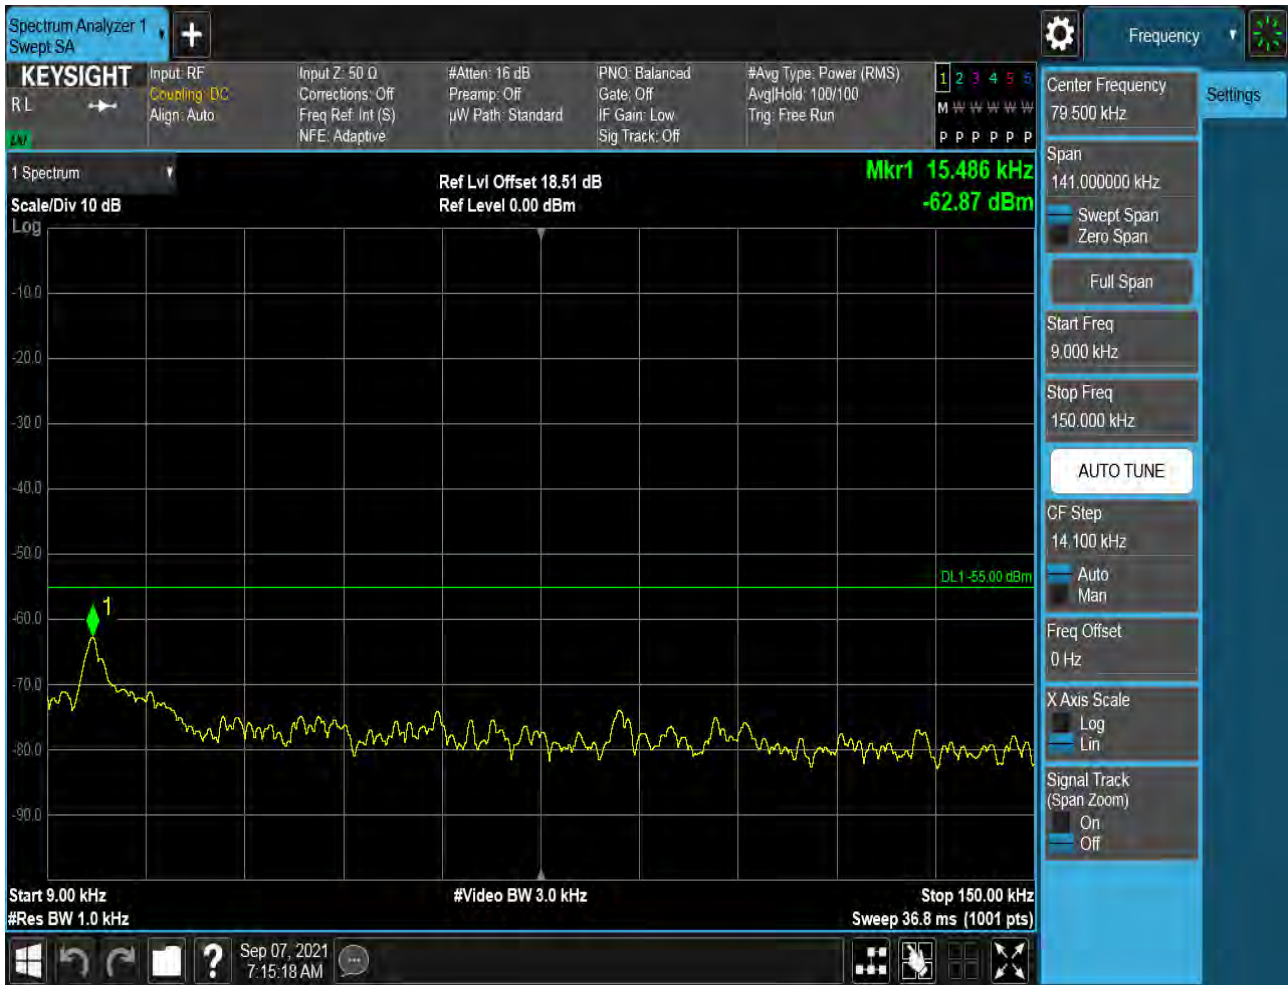 Spectrum Analyzer 1
Swept SA
Frequency
KEYSIGHT
R L
LXI
Input: RF
Coupling: DC
Align: Auto
Input Z: 50 Ω
Corrections: Off
Freq Ref: Int (S)
NFE: Adaptive
#Atten: 16 dB
Preamp: Off
µW Path: Standard
PNO: Balanced
Gate: Off
IF Gain: Low
Sig Track: Off
#Avg Type: Power (RMS)
Avg|Hold: 100/100
Trig: Free Run
1 2 3 4 5 6
M W W W W W
P P P P P P
1 Spectrum
Scale/Div 10 dB
Ref Lvl Offset 18.51 dB
Ref Level 0.00 dBm
Mkr1 15.486 kHz
-62.87 dBm
Log
-10.0
-20.0
-30.0
-40.0
-50.0
-60.0
-70.0
-80.0
-90.0
DL1 -55.00 dBm
1
Start 9.00 kHz
#Res BW 1.0 kHz
#Video BW 3.0 kHz
Stop 150.00 kHz
Sweep 36.8 ms (1001 pts)
Sep 07, 2021
7:15:18 AM
?
Settings
Center Frequency
79.500 kHz
Span
141.000000 kHz
Swept Span
Zero Span
Full Span
Start Freq
9.000 kHz
Stop Freq
150.000 kHz
AUTO TUNE
CF Step
14.100 kHz
Auto
Man
Freq Offset
0 Hz
X Axis Scale
Log
Lin
Signal Track
(Span Zoom)
On
Off